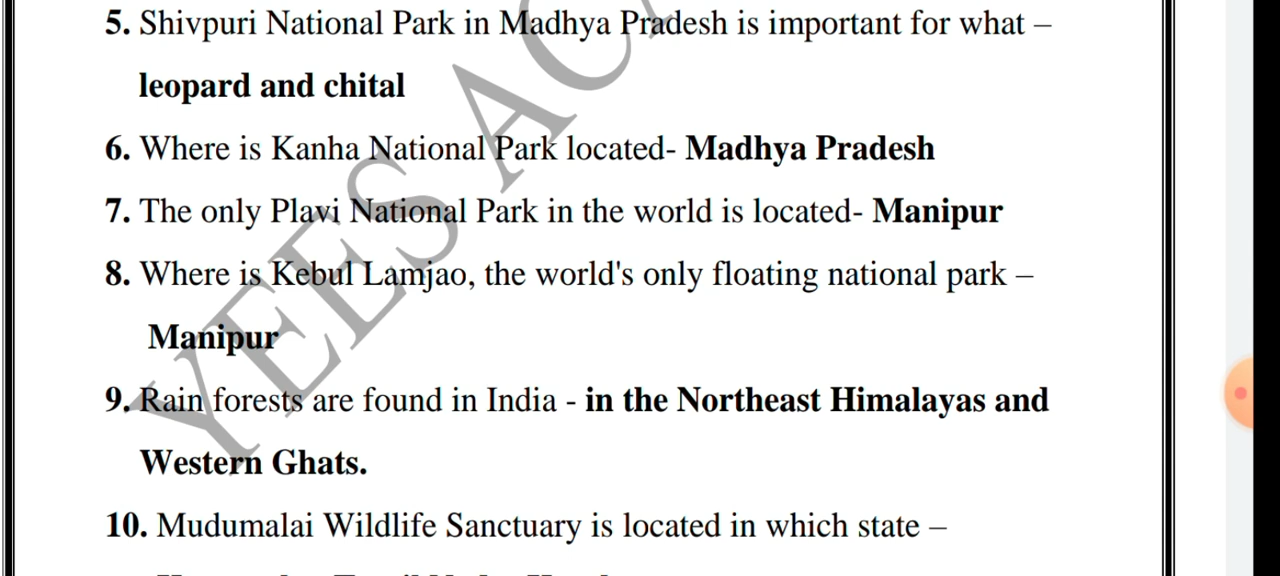 5. Shivpuri National Park in Madhya Pradesh is important for what –
leopard and chital
6. Where is Kanha National Park located- Madhya Pradesh
7. The only Plavi National Park in the world is located- Manipur
8. Where is Kebul Lamjao, the world's only floating national park –
Manipur
9. Rain forests are found in India - in the Northeast Himalayas and
Western Ghats.
10. Mudumalai Wildlife Sanctuary is located in which state –
YEES AC